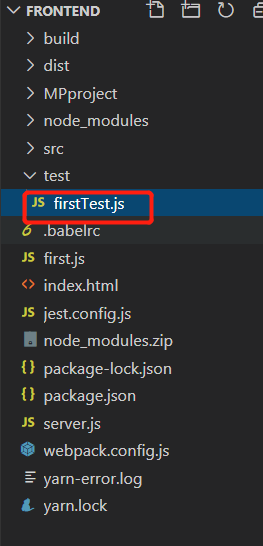 FRONTEND
build
dist
MPproject
node_modules
src
test
JS firstTest.js
.babelrc
JS first.js
<> index.html
JS jest.config.js
node_modules.zip
{} package-lock.json
{} package.json
JS server.js
webpack.config.js
yarn-error.log
yarn.lock